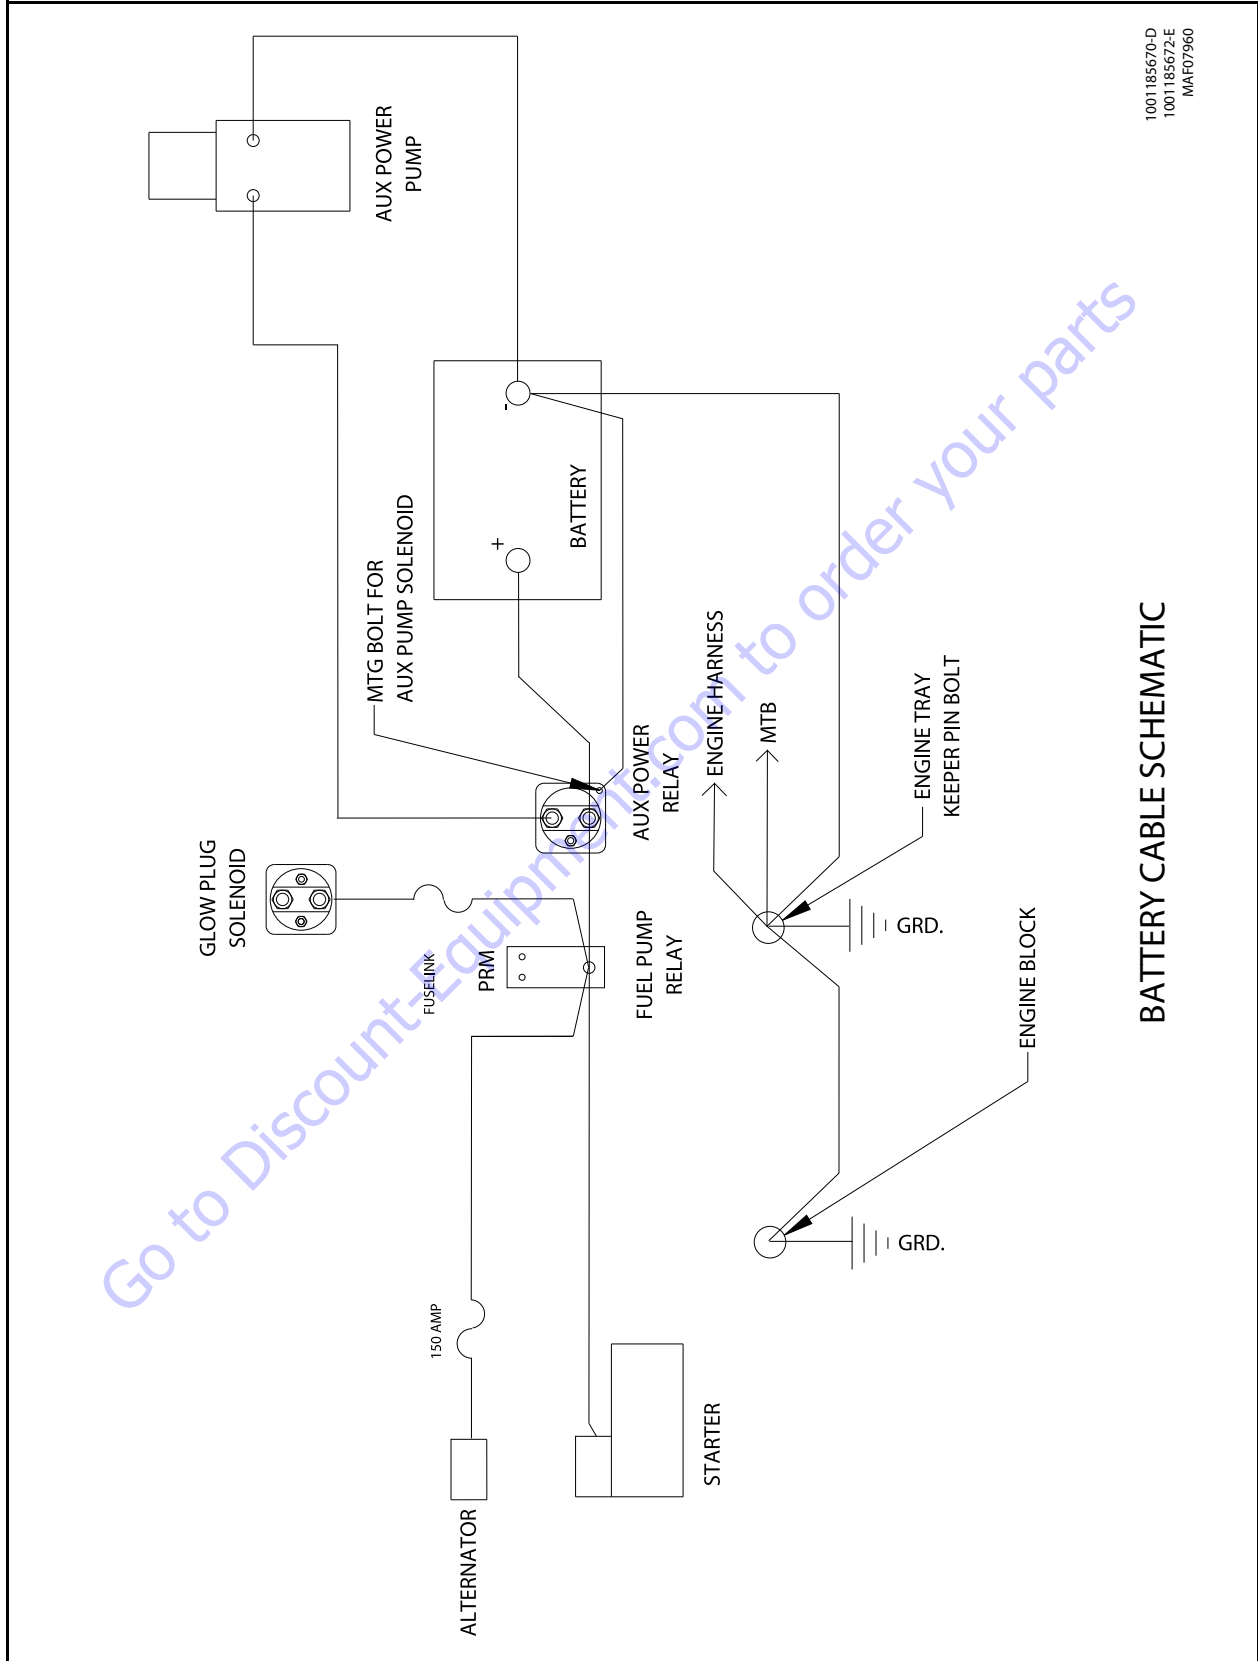 AUX POWER
PUMP
1001185670-D
1001185672-E
MAF07960
MTG BOLT FOR
AUX PUMP SOLENOID
+
-
BATTERY
GLOW PLUG
SOLENOID
AUX POWER
RELAY
ENGINE HARNESS
MTB
ENGINE TRAY
KEEPER PIN BOLT
FUSELINK
PRM
FUEL PUMP
RELAY
GRD.
ENGINE BLOCK
GRD.
150 AMP
ALTERNATOR
STARTER
BATTERY CABLE SCHEMATIC
Go to Discount-Equipment.com to order your parts